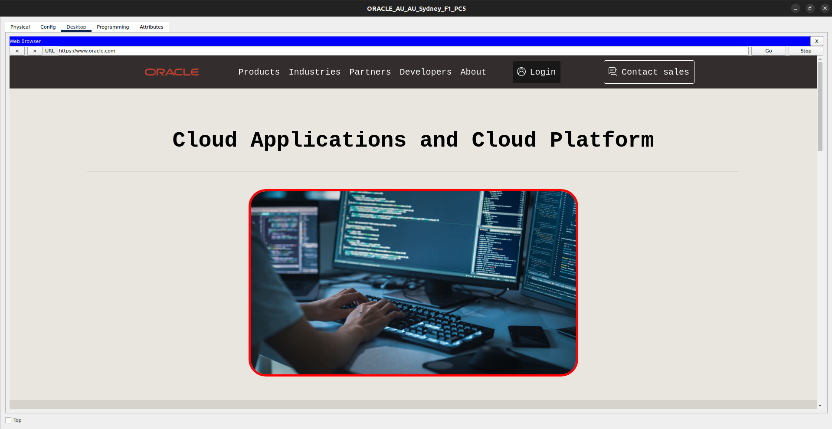 ORACLE_AU_AU_Sydney_F1_PC5
Physical Config Desktop Programming Attributes
Web Browser X
< > URL https://www.oracle.com Go Stop
ORACLE Products Industries Partners Developers About Login Contact sales
Cloud Applications and Cloud Platform
Top